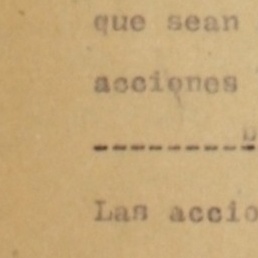 que sean
acciones
---------
Las accio